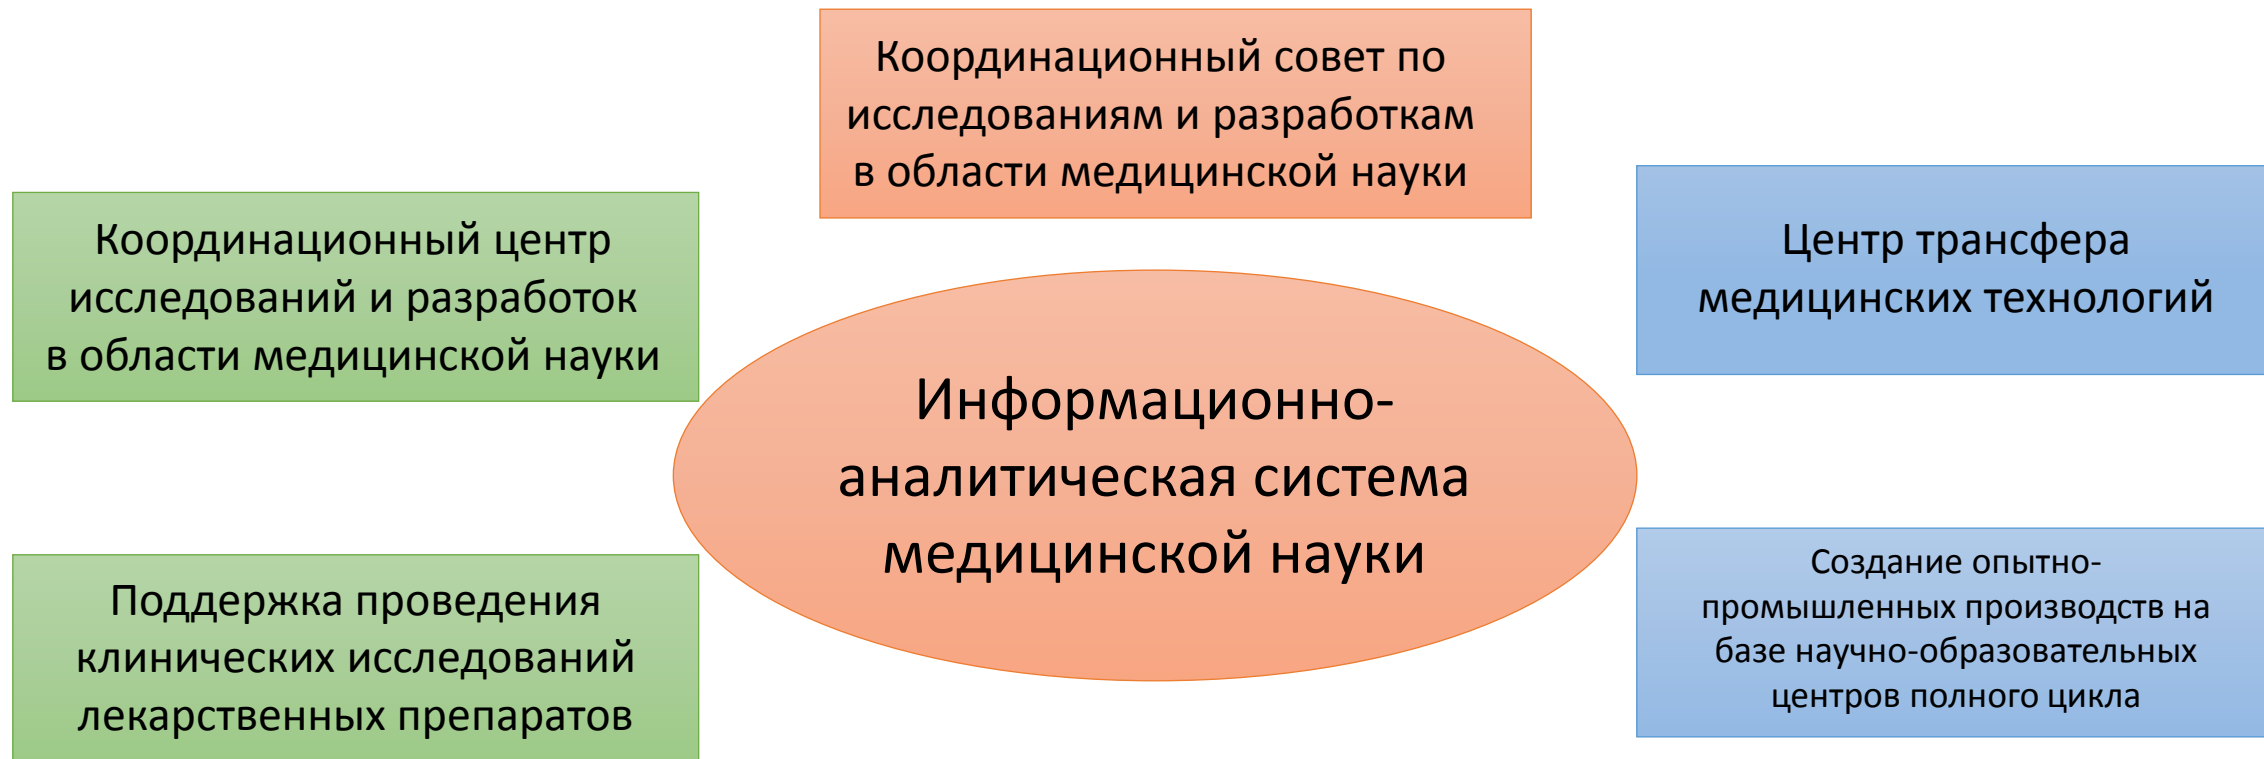 Координационный совет по
исследованиям и разработкам
в области медицинской науки
Координационный центр
исследований и разработок
в области медицинской науки
Центр трансфера
медицинских технологий
Информационно-
аналитическая система
медицинской науки
Поддержка проведения
клинических исследований
лекарственных препаратов
Создание опытно-
промышленных производств на
базе научно-образовательных
центров полного цикла